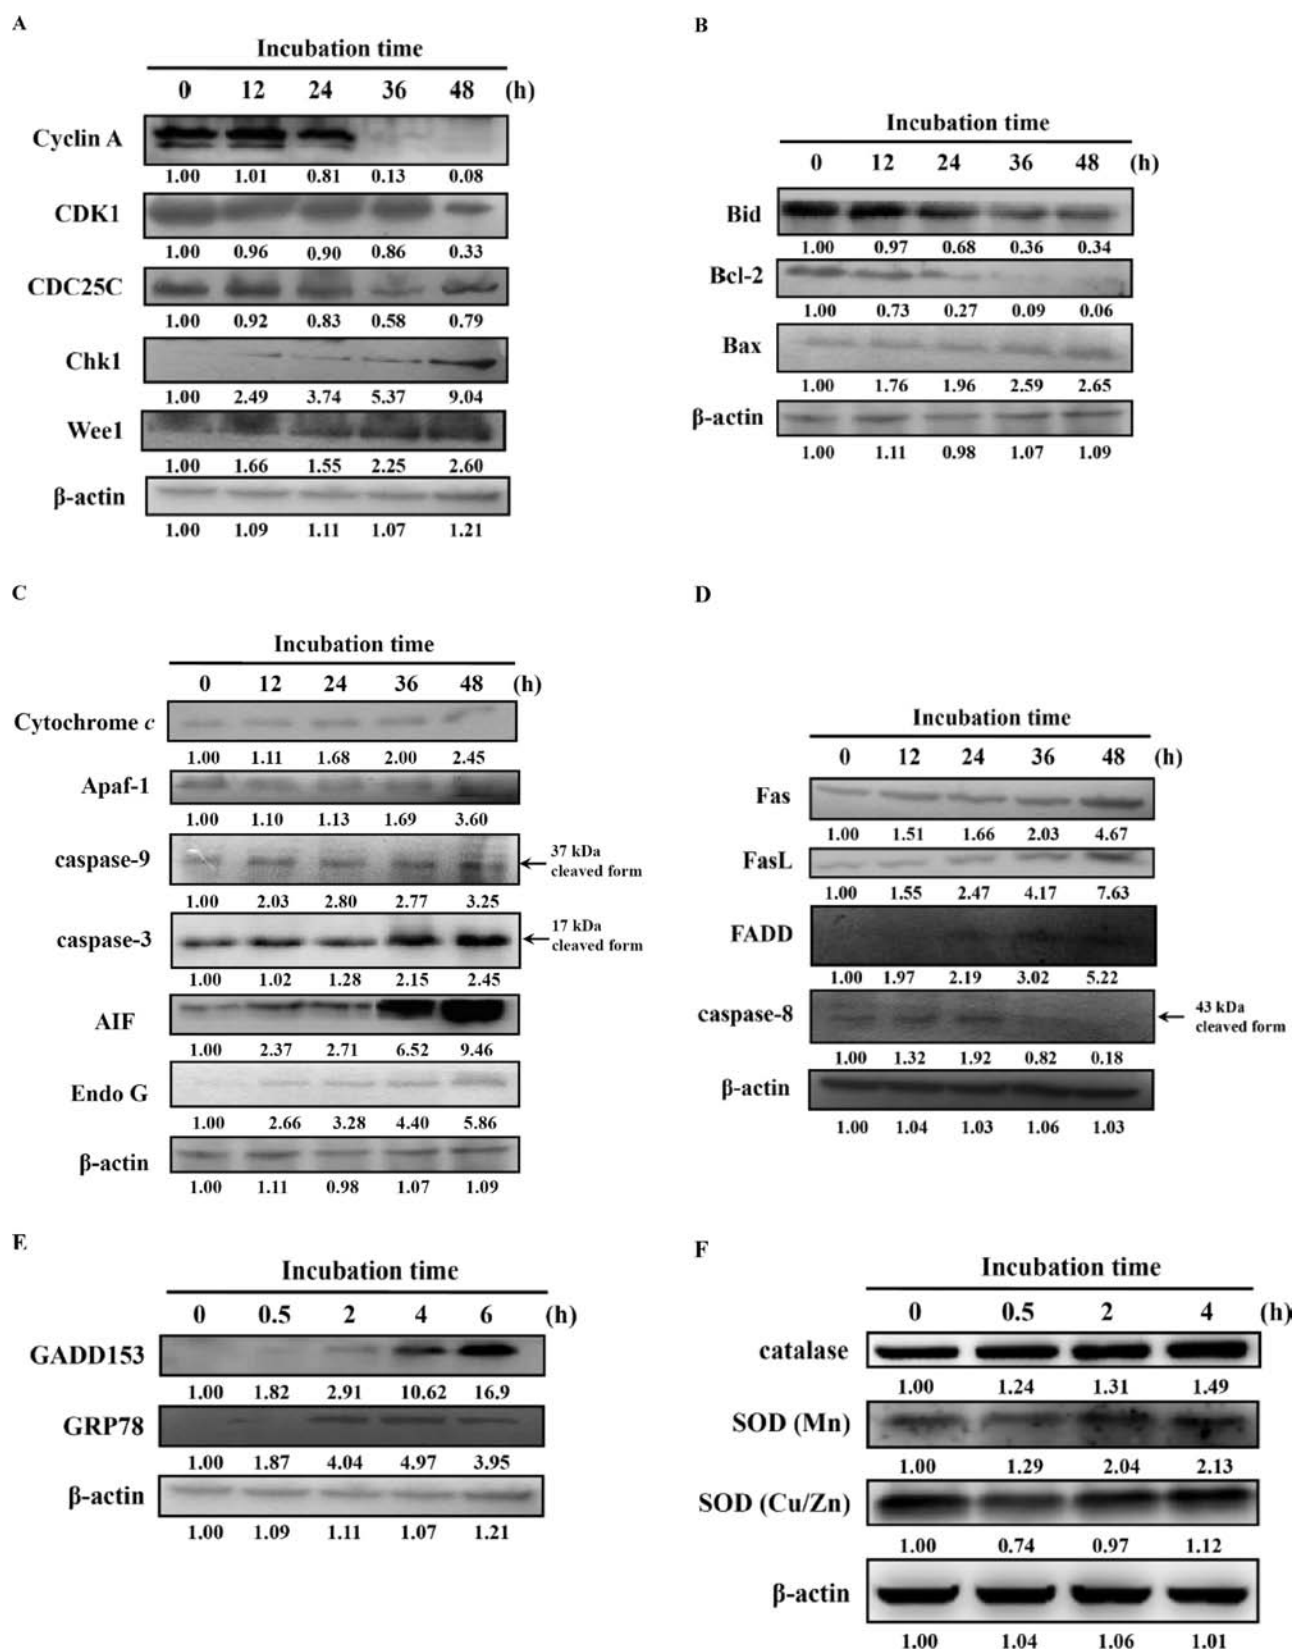 A
Incubation time
0 12 24 36 48 (h)
Cyclin A
1.00 1.01 0.81 0.13 0.08
CDK1
1.00 0.96 0.90 0.86 0.33
CDC25C
1.00 0.92 0.83 0.58 0.79
Chk1
1.00 2.49 3.74 5.37 9.04
Wee1
1.00 1.66 1.55 2.25 2.60
β-actin
1.00 1.09 1.11 1.07 1.21
B
Incubation time
0 12 24 36 48 (h)
Bid
1.00 0.97 0.68 0.36 0.34
Bcl-2
1.00 0.73 0.27 0.09 0.06
Bax
1.00 1.76 1.96 2.59 2.65
β-actin
1.00 1.11 0.98 1.07 1.09
C
Incubation time
0 12 24 36 48 (h)
Cytochrome c
1.00 1.11 1.68 2.00 2.45
Apaf-1
1.00 1.10 1.13 1.69 3.60
caspase-9
37 kDa
cleaved form
1.00 2.03 2.80 2.77 3.25
caspase-3
17 kDa
cleaved form
1.00 1.02 1.28 2.15 2.45
AIF
1.00 2.37 2.71 6.52 9.46
Endo G
1.00 2.66 3.28 4.40 5.86
β-actin
1.00 1.11 0.98 1.07 1.09
D
Incubation time
0 12 24 36 48 (h)
Fas
1.00 1.51 1.66 2.03 4.67
FasL
1.00 1.55 2.47 4.17 7.63
FADD
1.00 1.97 2.19 3.02 5.22
caspase-8
43 kDa
cleaved form
1.00 1.32 1.92 0.82 0.18
β-actin
1.00 1.04 1.03 1.06 1.03
E
Incubation time
0 0.5 2 4 6 (h)
GADD153
1.00 1.82 2.91 10.62 16.9
GRP78
1.00 1.87 4.04 4.97 3.95
β-actin
1.00 1.09 1.11 1.07 1.21
F
Incubation time
0 0.5 2 4 (h)
catalase
1.00 1.24 1.31 1.49
SOD (Mn)
1.00 1.29 2.04 2.13
SOD (Cu/Zn)
1.00 0.74 0.97 1.12
β-actin
1.00 1.04 1.06 1.01